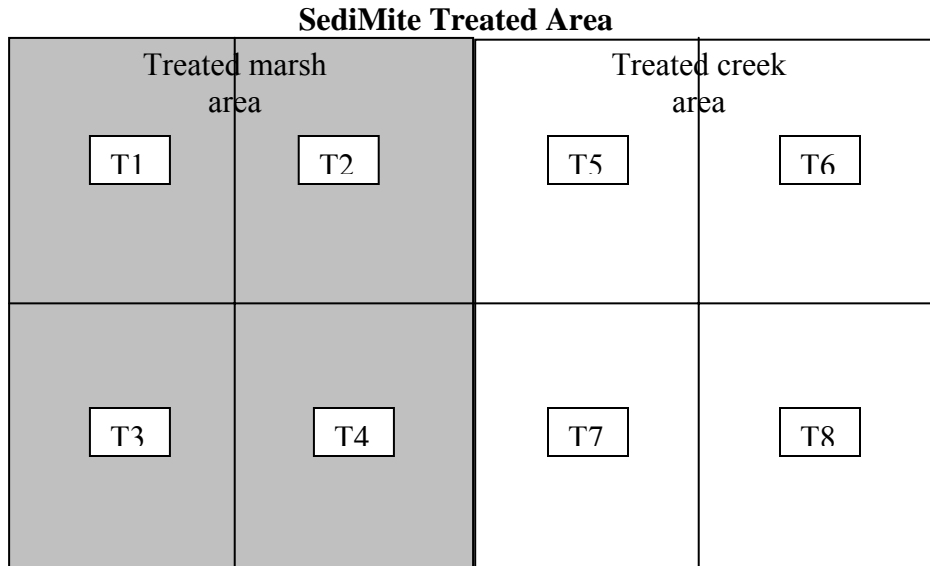 SediMite Treated Area
Treated marsh
area
Treated creek
area
T1
T2
T5
T6
T3
T4
T7
T8